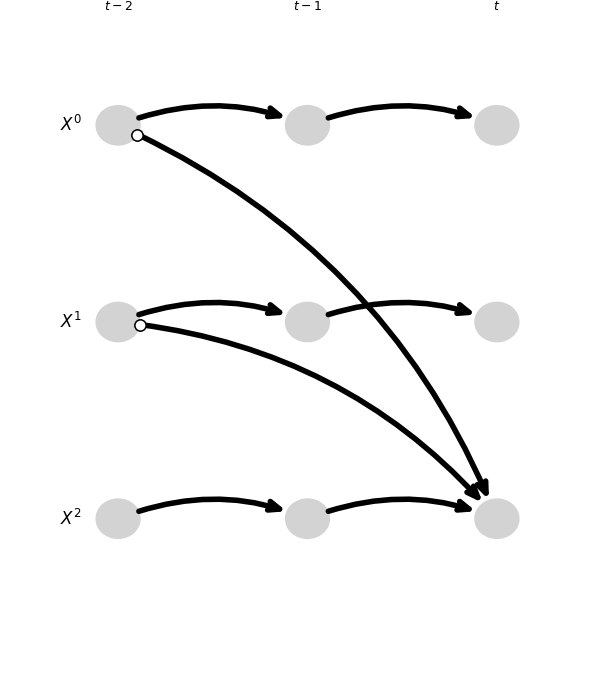 t − 2 t − 1 t
X⁰
X¹
X²